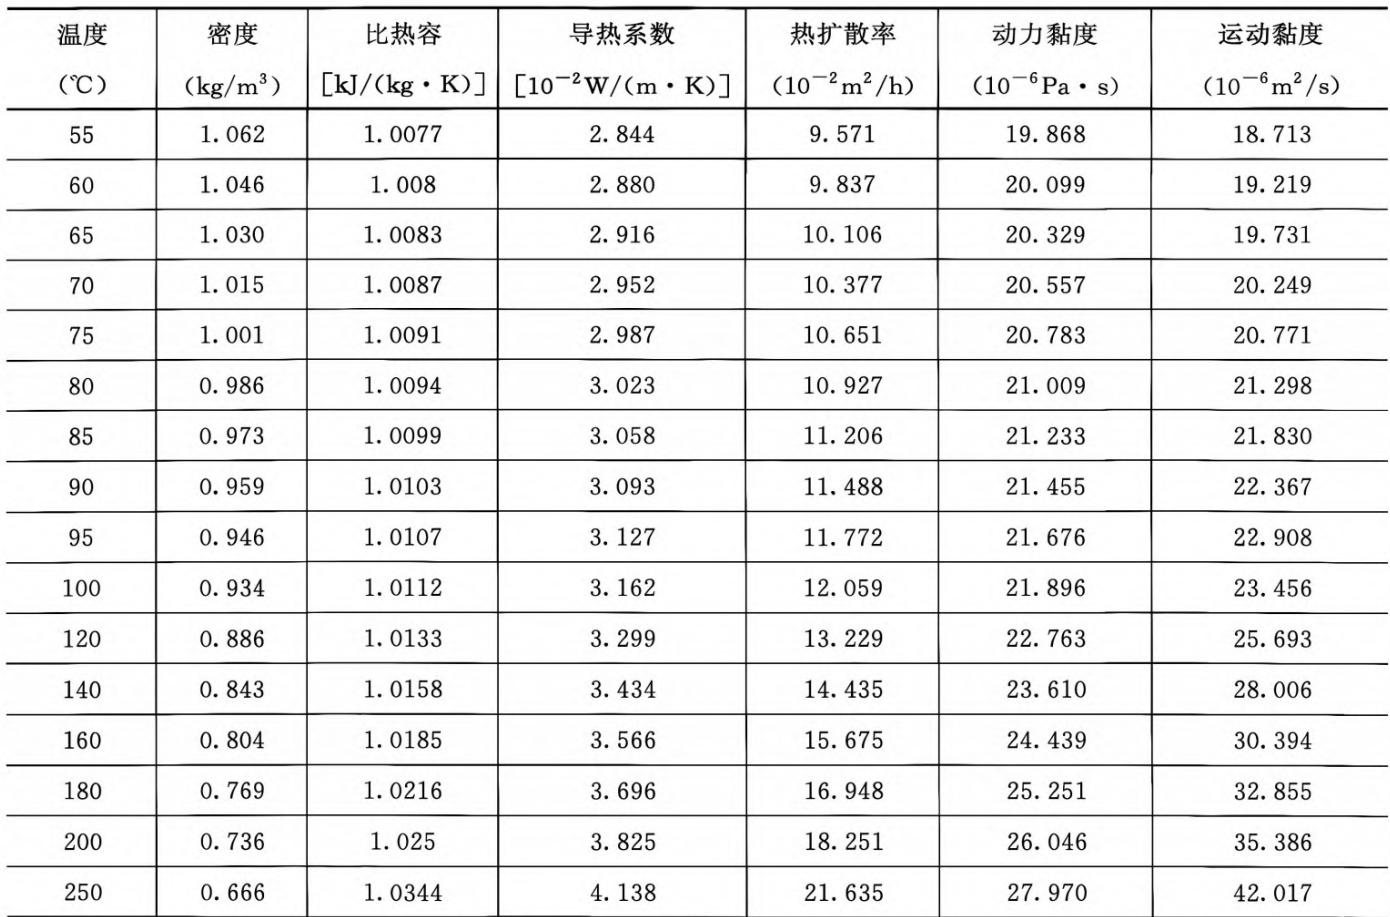 温度 密度 比热容 导热系数 热扩散率 动力黏度 运动黏度
(℃) (kg/m³) [kJ/(kg·K)] [10⁻²W/(m·K)] (10⁻²m²/h) (10⁻⁶Pa·s) (10⁻⁶m²/s)
55 1.062 1.0077 2.844 9.571 19.868 18.713
60 1.046 1.008 2.880 9.837 20.099 19.219
65 1.030 1.0083 2.916 10.106 20.329 19.731
70 1.015 1.0087 2.952 10.377 20.557 20.249
75 1.001 1.0091 2.987 10.651 20.783 20.771
80 0.986 1.0094 3.023 10.927 21.009 21.298
85 0.973 1.0099 3.058 11.206 21.233 21.830
90 0.959 1.0103 3.093 11.488 21.455 22.367
95 0.946 1.0107 3.127 11.772 21.676 22.908
100 0.934 1.0112 3.162 12.059 21.896 23.456
120 0.886 1.0133 3.299 13.229 22.763 25.693
140 0.843 1.0158 3.434 14.435 23.610 28.006
160 0.804 1.0185 3.566 15.675 24.439 30.394
180 0.769 1.0216 3.696 16.948 25.251 32.855
200 0.736 1.025 3.825 18.251 26.046 35.386
250 0.666 1.0344 4.138 21.635 27.970 42.017